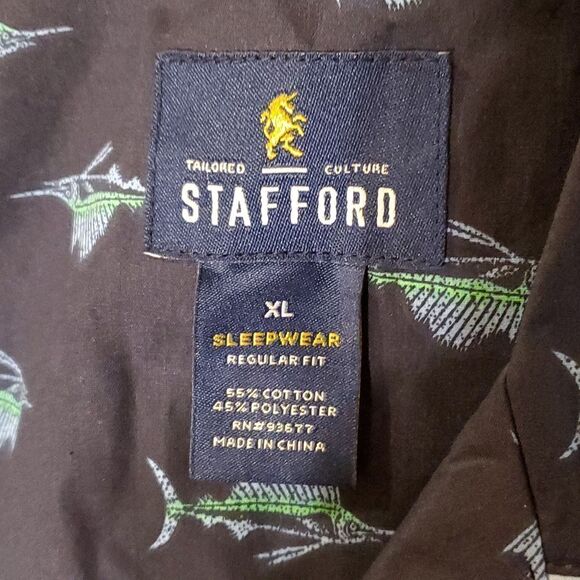 TAILORED CULTURE
STAFFORD
XL
SLEEPWEAR
REGULAR FIT
55% COTTON
45% POLYESTER
RN#93677
MADE IN CHINA